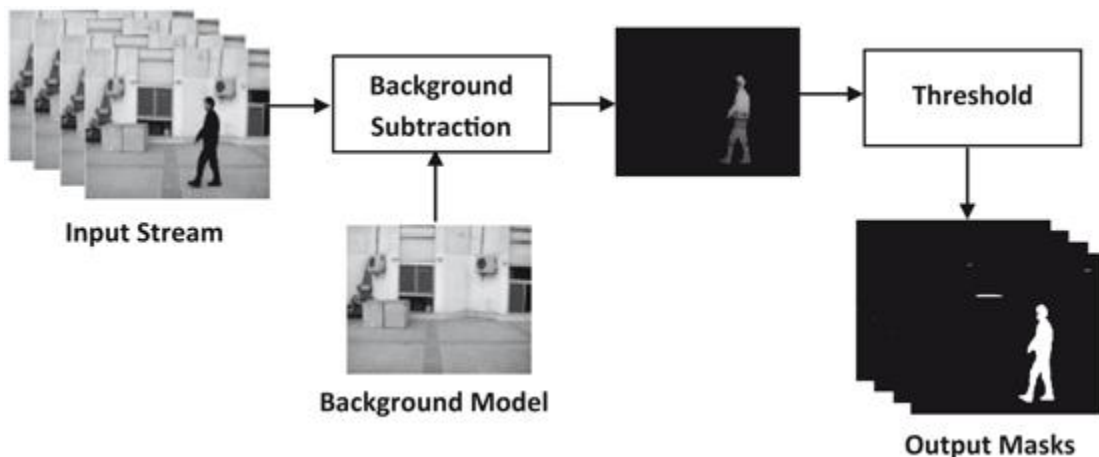 Background
Subtraction
Threshold
Input Stream
Background Model
Output Masks